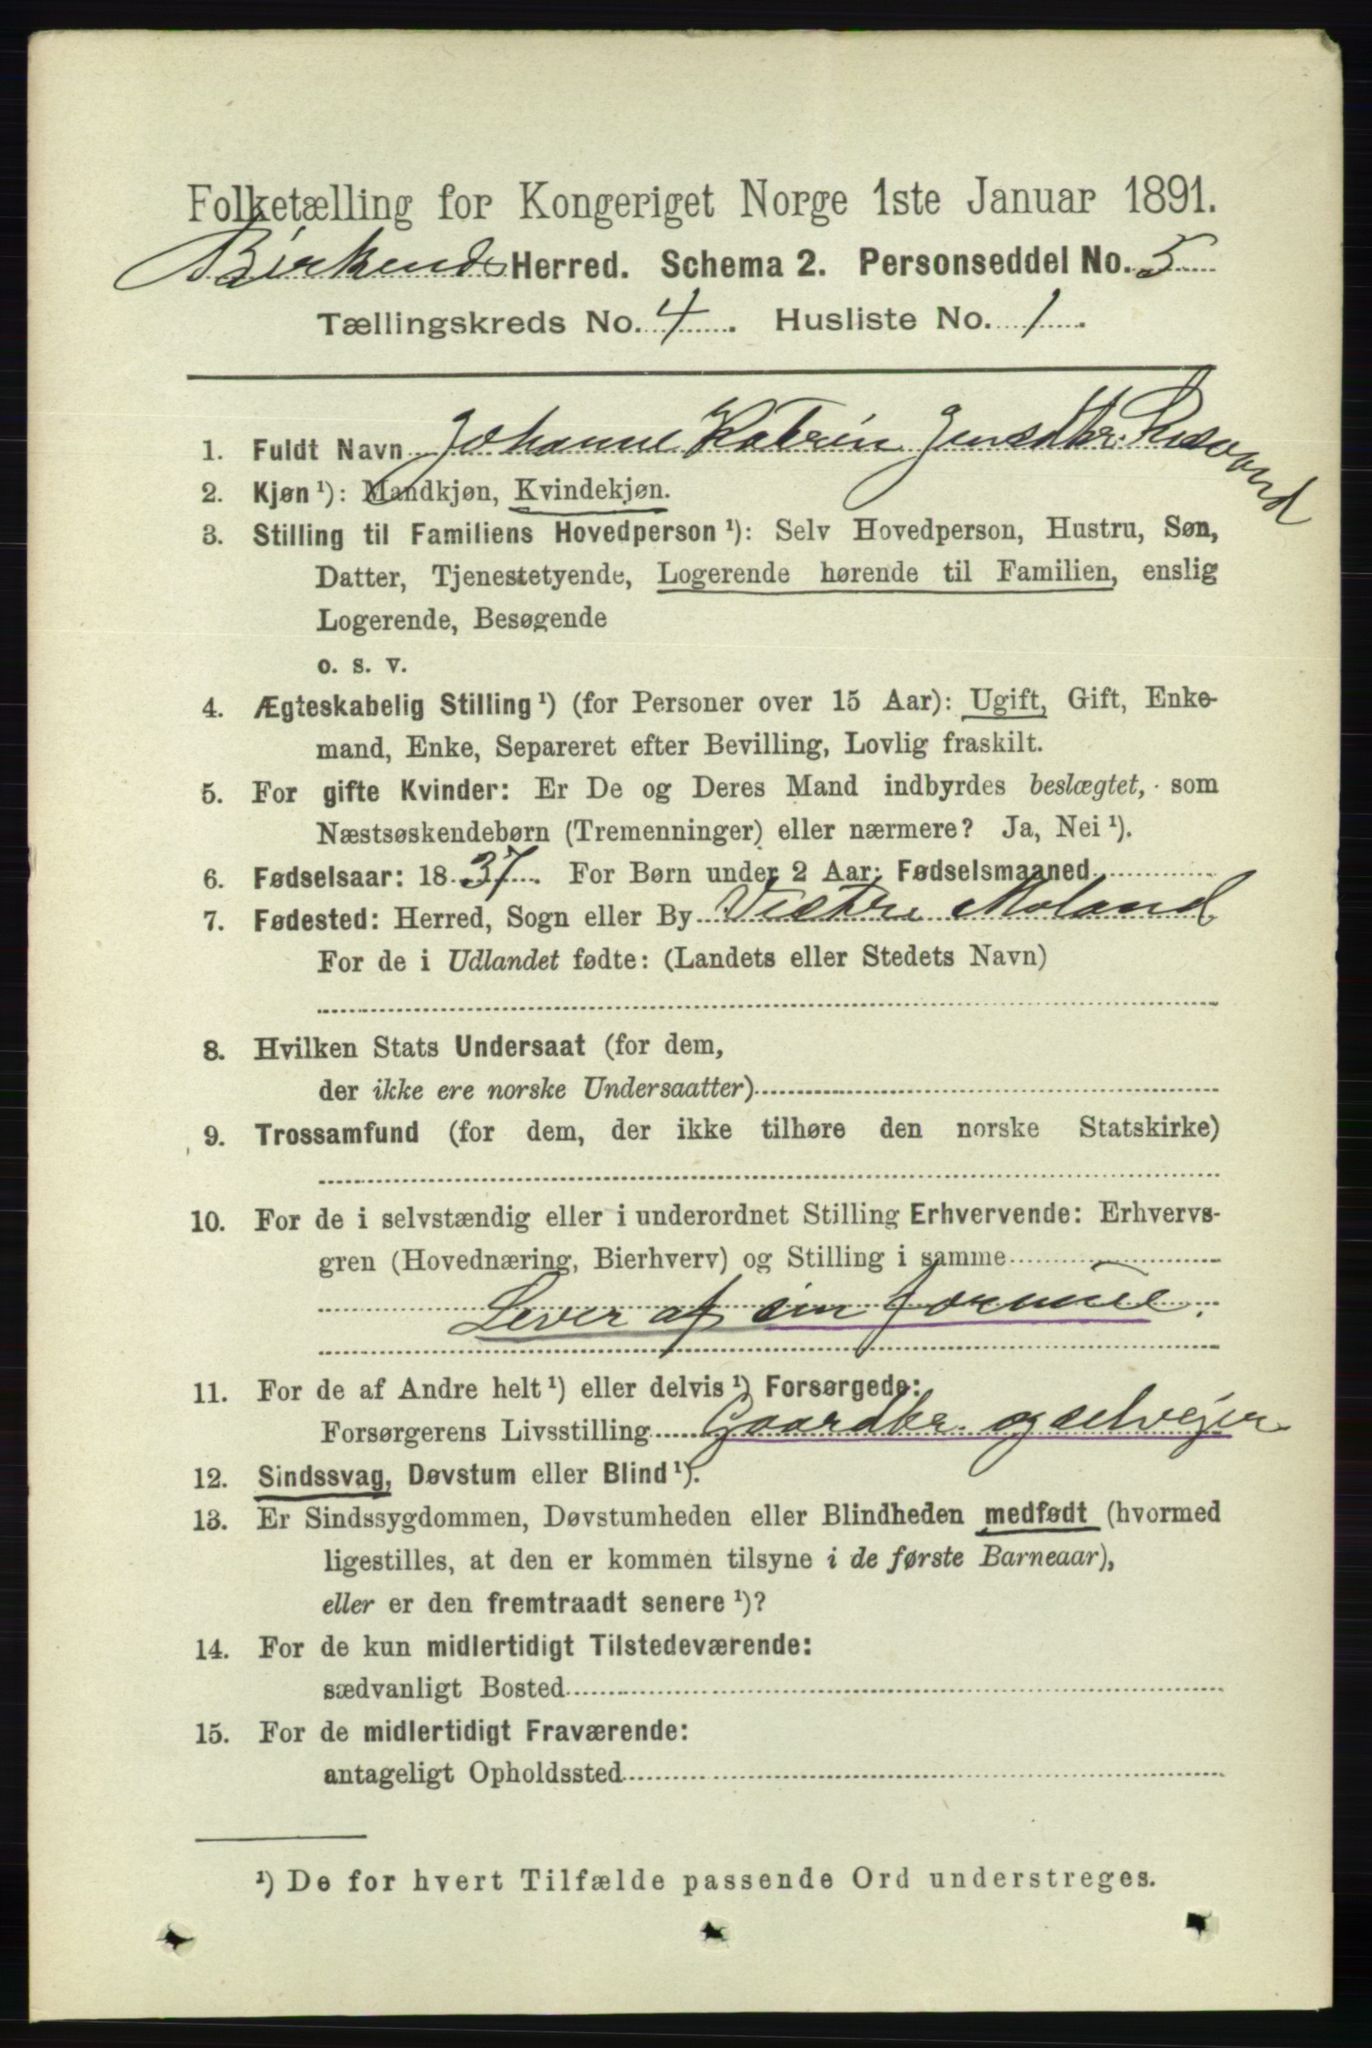 Folketælling for Kongeriget Norge 1ste Januar 1891.
Birkenes Herred. Schema 2. Personseddel No. 5
Tællingskreds No. 4. Husliste No. 1.
1. Fuldt Navn Johanne Katrin Jensdtr.
2. Kjøn ¹): Mandkjøn, Kvindekjøn.
3. Stilling til Familiens Hovedperson ¹): Selv Hovedperson, Hustru, Søn,
Datter, Tjenestetyende, Logerende hørende til Familien, enslig
Logerende, Besøgende
o. s. v.
4. Ægteskabelig Stilling ¹) (for Personer over 15 Aar): Ugift, Gift, Enke-
mand, Enke, Separeret efter Bevilling, Lovlig fraskilt.
5. For gifte Kvinder: Er De og Deres Mand indbyrdes beslægtet, som
Næstsøskendebørn (Tremenninger) eller nærmere? Ja, Nei ¹).
6. Fødselsaar: 1837. For Børn under 2 Aar: Fødselsmaaned
7. Fødested: Herred, Sogn eller By Vestre Moland
For de i Udlandet fødte: (Landets eller Stedets Navn)
8. Hvilken Stats Undersaat (for dem,
der ikke ere norske Undersaatter)
9. Trossamfund (for dem, der ikke tilhøre den norske Statskirke)
10. For de i selvstændig eller i underordnet Stilling Erhvervende: Erhvervs-
gren (Hovednæring, Bierhverv) og Stilling i samme
Lever af sin formue.
11. For de af Andre helt ¹) eller delvis ¹) Forsørgede:
Forsørgerens Livsstilling Gaardbr. og selvejer
12. Sindssvag, Døvstum eller Blind ¹).
13. Er Sindssygdommen, Døvstumheden eller Blindheden medfødt (hvormed
ligestilles, at den er kommen tilsyne i de første Barneaar),
eller er den fremtraadt senere ¹)?
14. For de kun midlertidigt Tilstedeværende:
sædvanligt Bosted
15. For de midlertidigt Fraværende:
antageligt Opholdssted
¹) De for hvert Tilfælde passende Ord understreges.